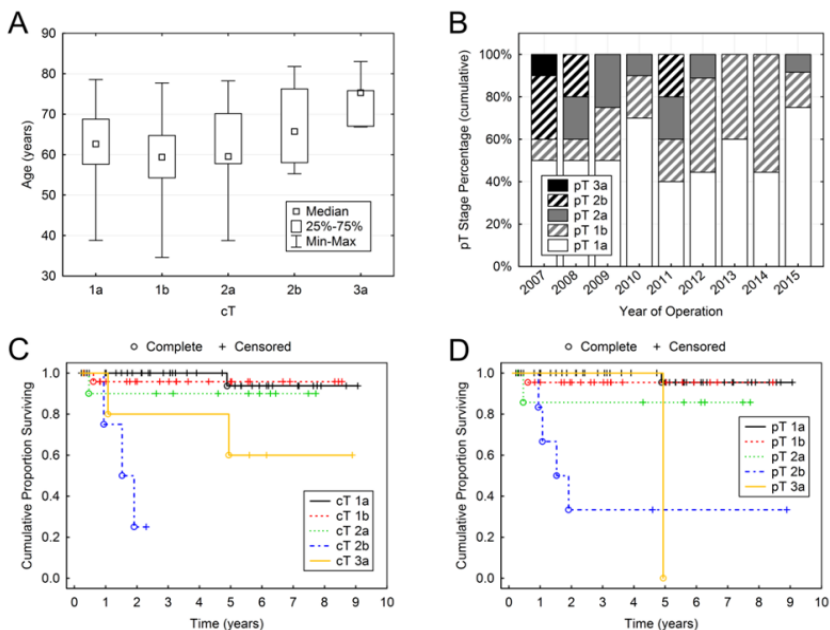 A
90
80
70
60
50
40
30
Age (years)
Median
25%-75%
Min-Max
1a 1b 2a 2b 3a
cT
B
100%
80%
60%
40%
20%
0%
pT Stage Percentage (cumulative)
pT 3a
pT 2b
pT 2a
pT 1b
pT 1a
2007 2008 2009 2010 2011 2012 2013 2014 2015
Year of Operation
C
Complete Censored
1.0
0.8
0.6
0.4
0.2
0.0
Cumulative Proportion Surviving
cT 1a
cT 1b
cT 2a
cT 2b
cT 3a
0 1 2 3 4 5 6 7 8 9 10
Time (years)
D
Complete Censored
1.0
0.8
0.6
0.4
0.2
0.0
Cumulative Proportion Surviving
pT 1a
pT 1b
pT 2a
pT 2b
pT 3a
0 1 2 3 4 5 6 7 8 9 10
Time (years)